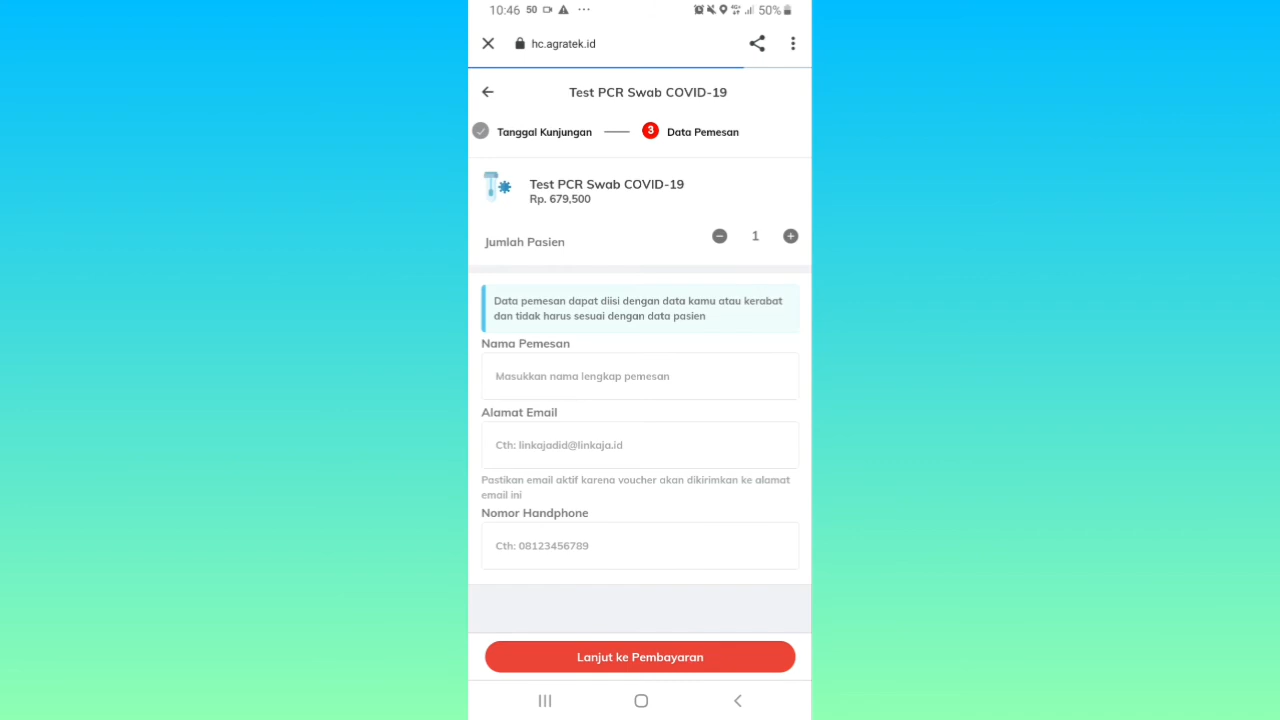 10:46 50 ...
4G+ 50%
hc.agratek.id
Test PCR Swab COVID-19
Tanggal Kunjungan
3 Data Pemesan
Test PCR Swab COVID-19
Rp. 679,500
Jumlah Pasien
1
Data pemesan dapat diisi dengan data kamu atau kerabat
dan tidak harus sesuai dengan data pasien
Nama Pemesan
Masukkan nama lengkap pemesan
Alamat Email
Cth: linkajadid@linkaja.id
Pastikan email aktif karena voucher akan dikirimkan ke alamat
email ini
Nomor Handphone
Cth: 08123456789
Lanjut ke Pembayaran